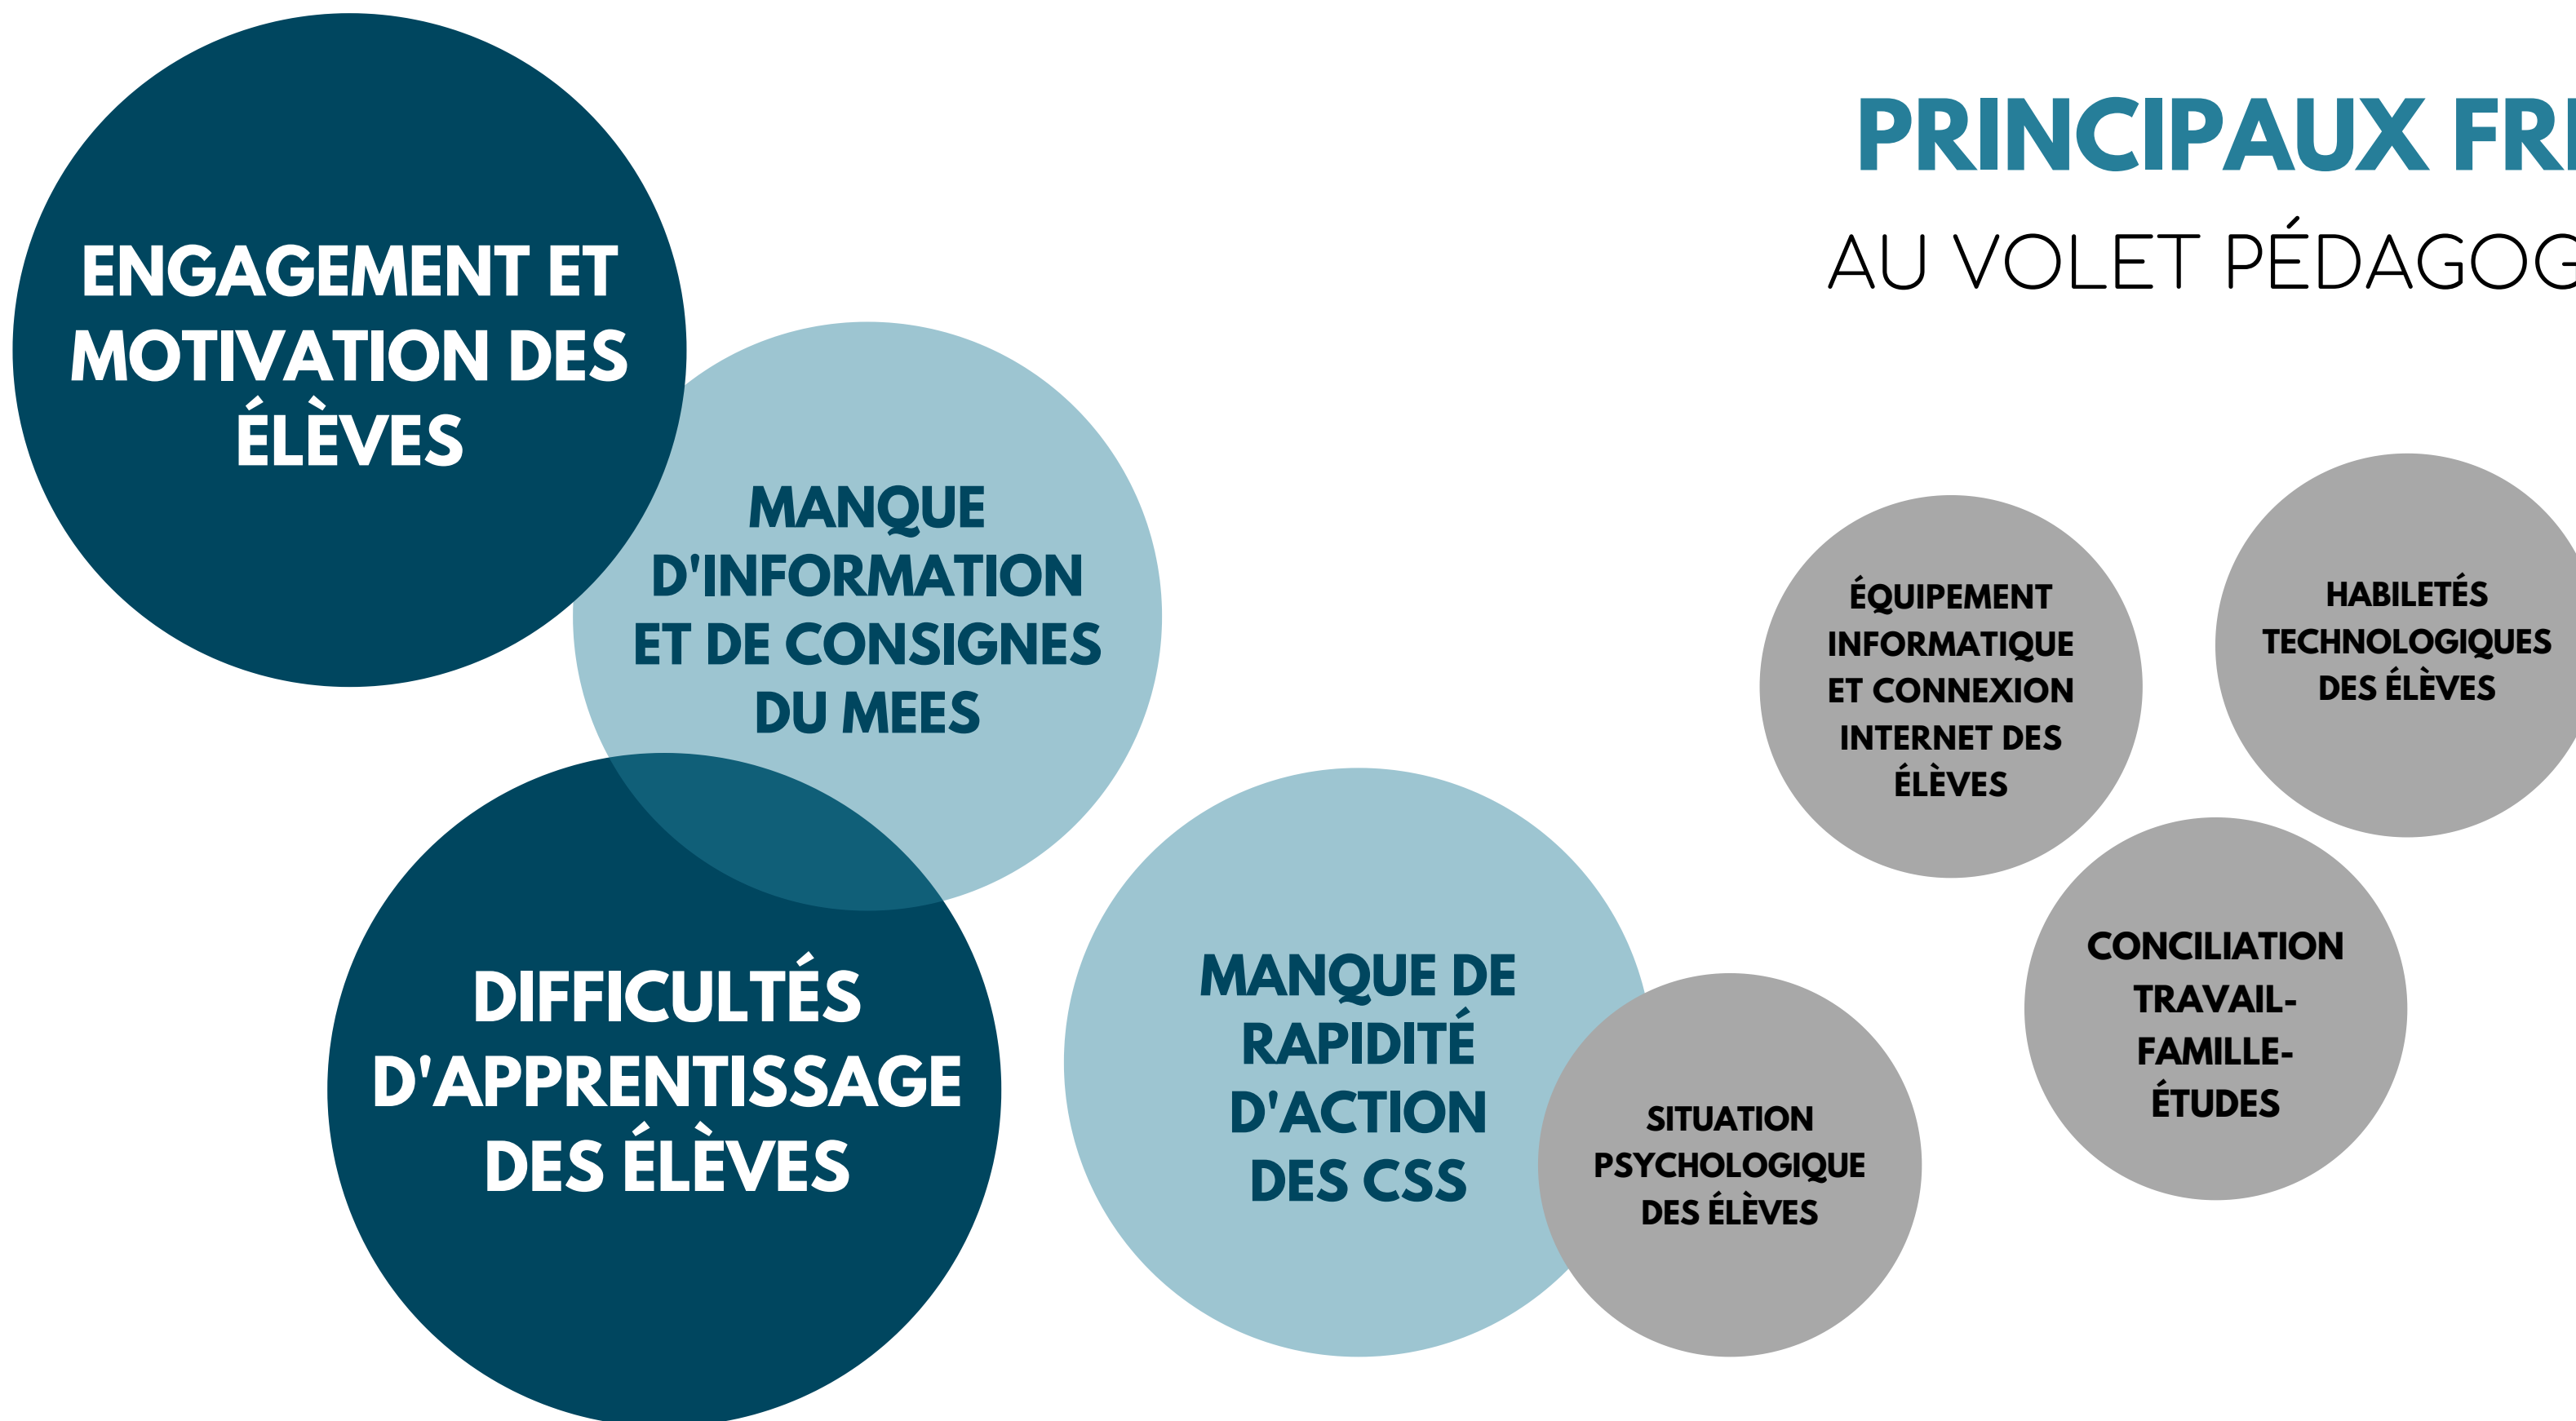 PRINCIPAUX
AU VOLET
ENGAGEMENT ET
MOTIVATION DES
ÉLÈVES
MANQUE
D'INFORMATION
ET DE CONSIGNES
DU MEES
DIFFICULTÉS
D'APPRENTISSAGE
DES ÉLÈVES
MANQUE DE
RAPIDITÉ
D'ACTION
DES CSS
SITUATION
PSYCHOLOGIQUE
DES ÉLÈVES
ÉQUIPEMENT
INFORMATIQUE
ET CONNEXION
INTERNET DES
ÉLÈVES
HABILETÉS
TECHNOLOGIQUES
DES ÉLÈVES
CONCILIATION
TRAVAIL-
FAMILLE-
ÉTUDES